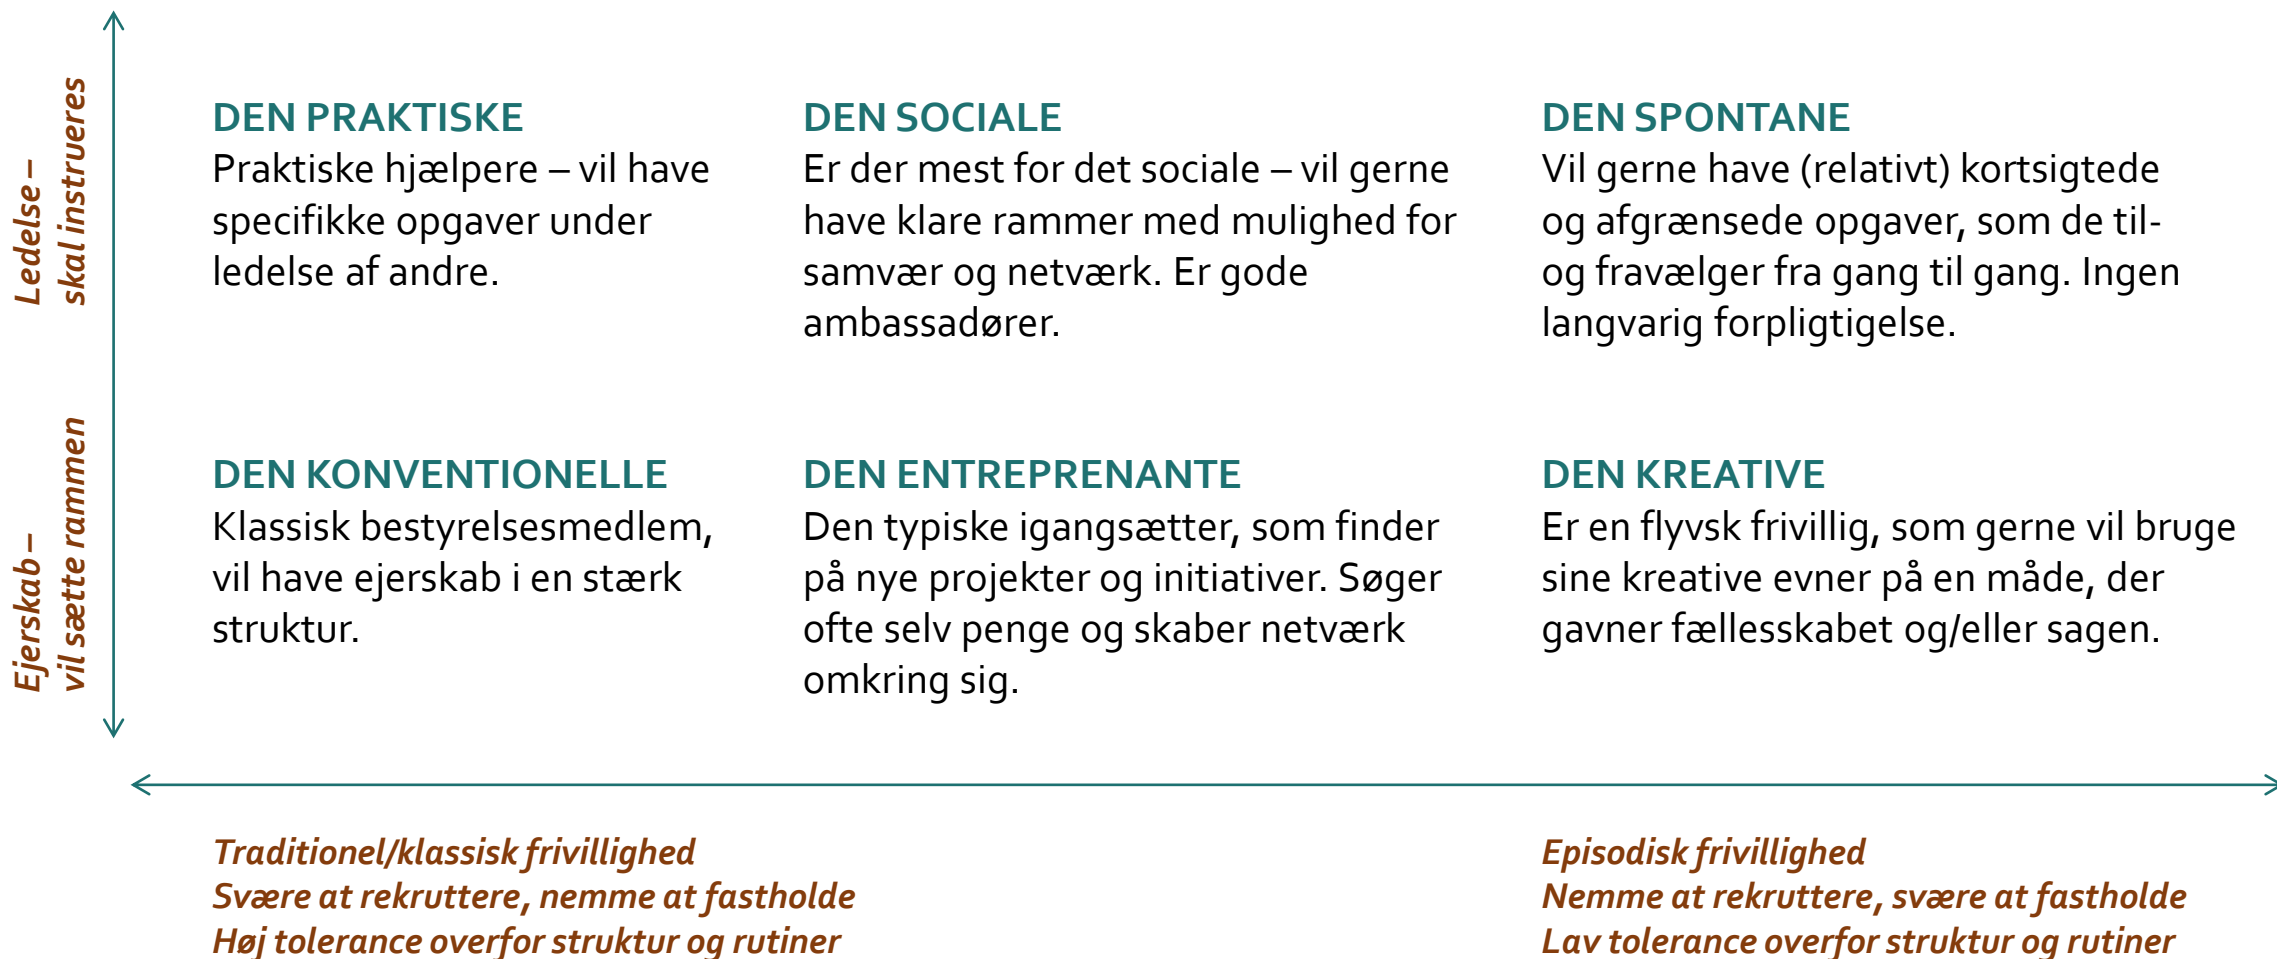 Ledelse –
skal instrueres
DEN PRAKTISKE
Praktiske hjælpere – vil have
specifikke opgaver under
ledelse af andre.
DEN SOCIALE
Er der mest for det sociale – vil gerne
have klare rammer med mulighed for
samvær og netværk. Er gode
ambassadører.
DEN SPONTANE
Vil gerne have (relativt) kortsigtede
og afgrænsede opgaver, som de til-
og fravælger fra gang til gang. Ingen
langvarig forpligtigelse.
Ejerskab –
vil sætte rammen
DEN KONVENTIONELLE
Klassisk bestyrelsesmedlem,
vil have ejerskab i en stærk
struktur.
DEN ENTREPRENANTE
Den typiske igangsætter, som finder
på nye projekter og initiativer. Søger
ofte selv penge og skaber netværk
omkring sig.
DEN KREATIVE
Er en flyvsk frivillig, som gerne vil bruge
sine kreative evner på en måde, der
gavner fællesskabet og/eller sagen.
Traditionel/klassisk frivillighed
Svære at rekruttere, nemme at fastholde
Høj tolerance overfor struktur og rutiner
Episodisk frivillighed
Nemme at rekruttere, svære at fastholde
Lav tolerance overfor struktur og rutiner